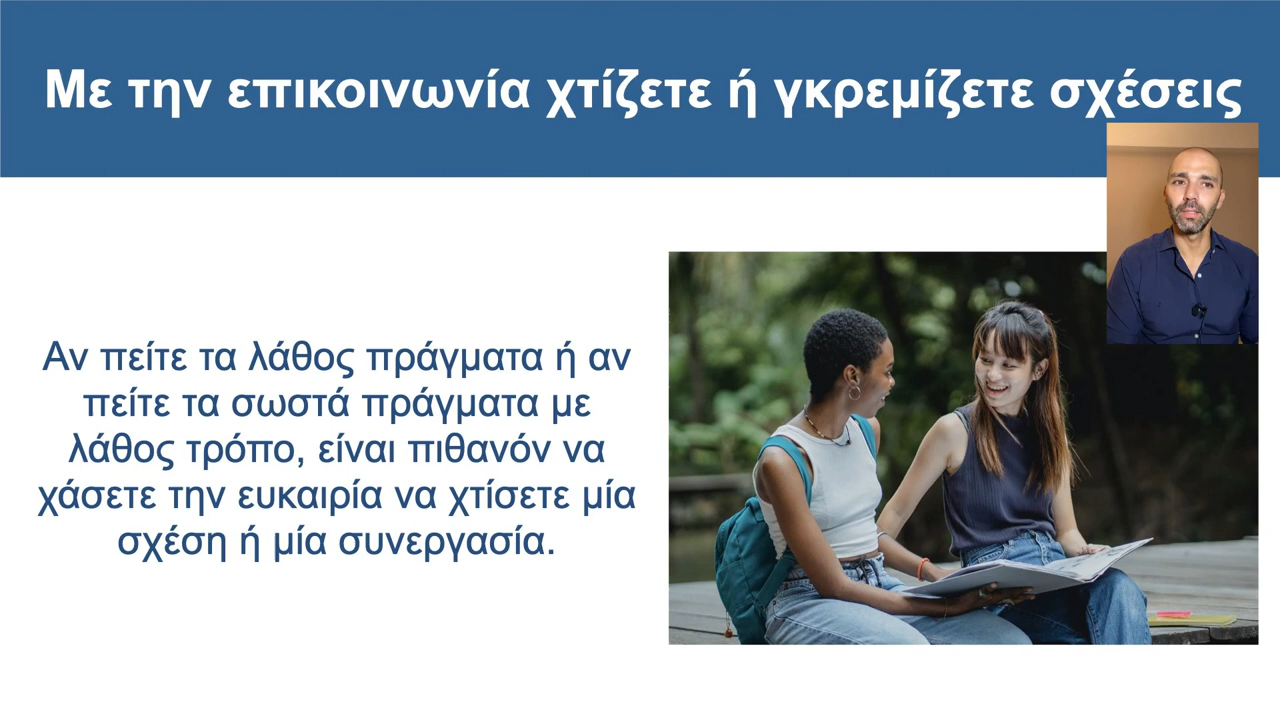 Με την επικοινωνία χτίζετε ή γκρεμίζετε σχέσεις
Αν πείτε τα λάθος πράγματα ή αν
πείτε τα σωστά πράγματα με
λάθος τρόπο, είναι πιθανόν να
χάσετε την ευκαιρία να χτίσετε μία
σχέση ή μία συνεργασία.